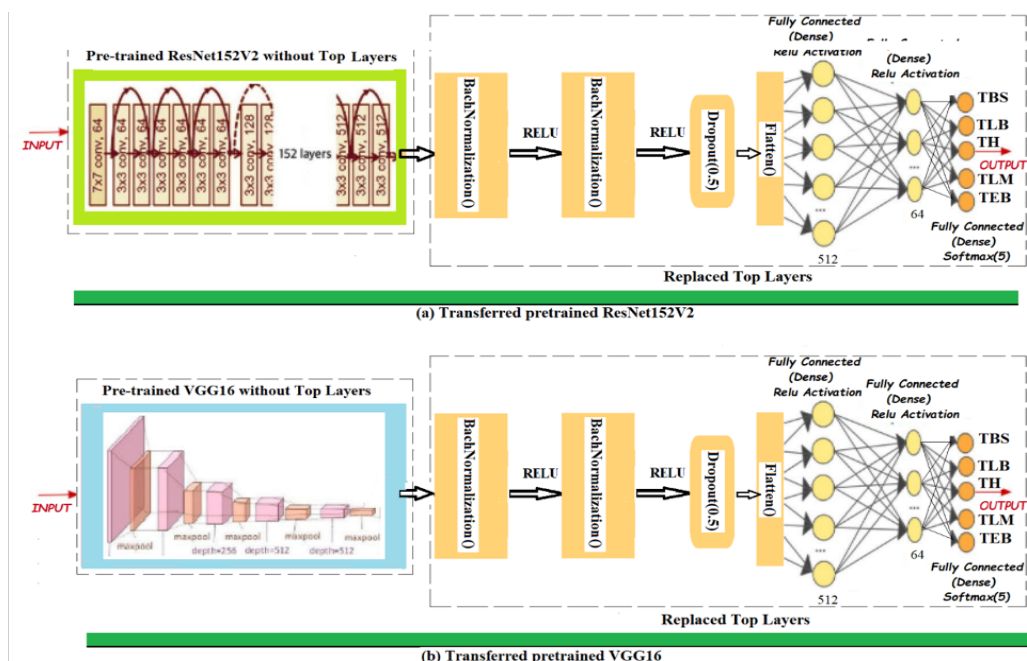 Pre-trained ResNet152V2 without Top Layers
INPUT
7x7 conv, 64
3x3 conv, 64
3x3 conv, 64
3x3 conv, 64
3x3 conv, 64
3x3 conv, 64
3x3 conv, 64
3x3 conv, 128
3x3 conv, 128
152 layers
3x3 conv, 512
3x3 conv, 512
3x3 conv, 512
BachNormalization()
RELU
BachNormalization()
RELU
Dropout(0.5)
Flatten()
Fully Connected
(Dense)
Relu Activation
...
512
(Dense)
Relu Activation
...
64
TBS
TLB
TH
OUTPUT
TLM
TEB
Fully Connected
(Dense)
Softmax(5)
Replaced Top Layers
(a) Transferred pretrained ResNet152V2
Pre-trained VGG16 without Top Layers
INPUT
maxpool
maxpool
depth=256
maxpool
depth=512
maxpool
depth=512
maxpool
BachNormalization()
RELU
BachNormalization()
RELU
Dropout(0.5)
Flatten()
Fully Connected
(Dense)
Relu Activation
...
512
Fully Connected
(Dense)
Relu Activation
...
64
TBS
TLB
TH
OUTPUT
TLM
TEB
Fully Connected
(Dense)
Softmax(5)
Replaced Top Layers
(b) Transferred pretrained VGG16